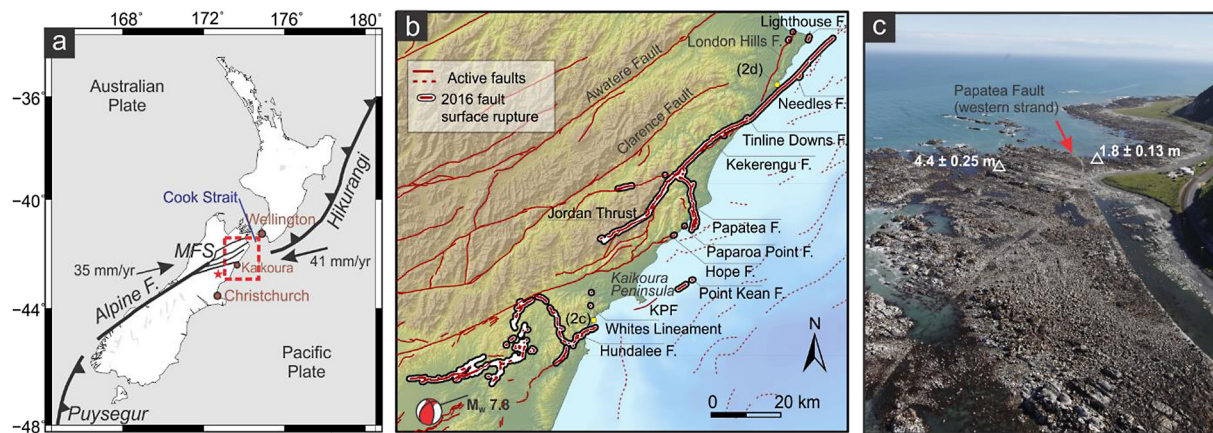 a
168°
172°
176°
180°
−36°
−40°
−44°
−48°
Australian
Plate
Hikurangi
Cook Strait
Wellington
MFS
Kaikoura
35 mm/yr
41 mm/yr
Alpine F.
Christchurch
Pacific
Plate
Puysegur
b
Lighthouse F.
London Hills F.
(2d)
Active faults
2016 fault
surface rupture
Awatere Fault
Clarence Fault
Needles F.
Tinline Downs F.
Kekerengu F.
Jordan Thrust
Papatea F.
Paparoa Point F.
Hope F.
Kaikoura
Peninsula
Point Kean F.
KPF
(2c)
Whites Lineament
Hundalee F.
N
Mw 7.8
0 20 km
c
Papatea Fault
(western strand)
4.4 ± 0.25 m
1.8 ± 0.13 m